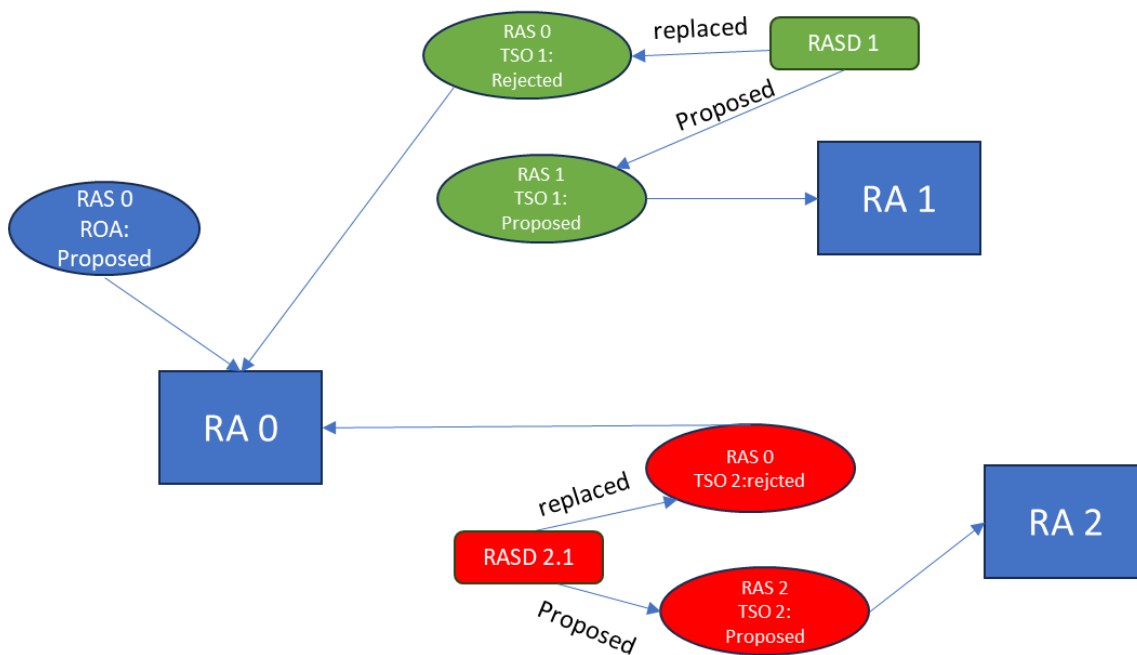 RAS 0
TSO 1:
Rejected
replaced
RASD 1
Proposed
RAS 1
TSO 1:
Proposed
RA 1
RAS 0
ROA:
Proposed
RA 0
RAS 0
TSO 2:rejcted
replaced
RASD 2.1
Proposed
RAS 2
TSO 2:
Proposed
RA 2